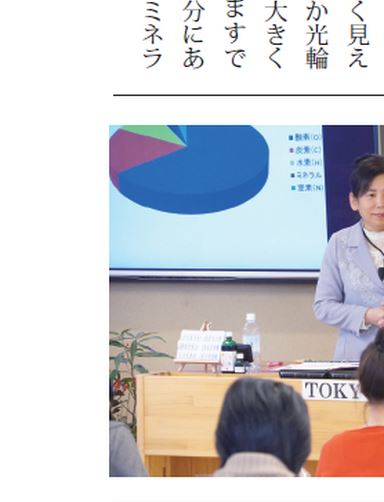 く見え
か光輪
大きく
ますで
分にあ
ミネラ
酸素(O)
炭素(C)
水素(H)
ミネラル
窒素(N)
TOKY